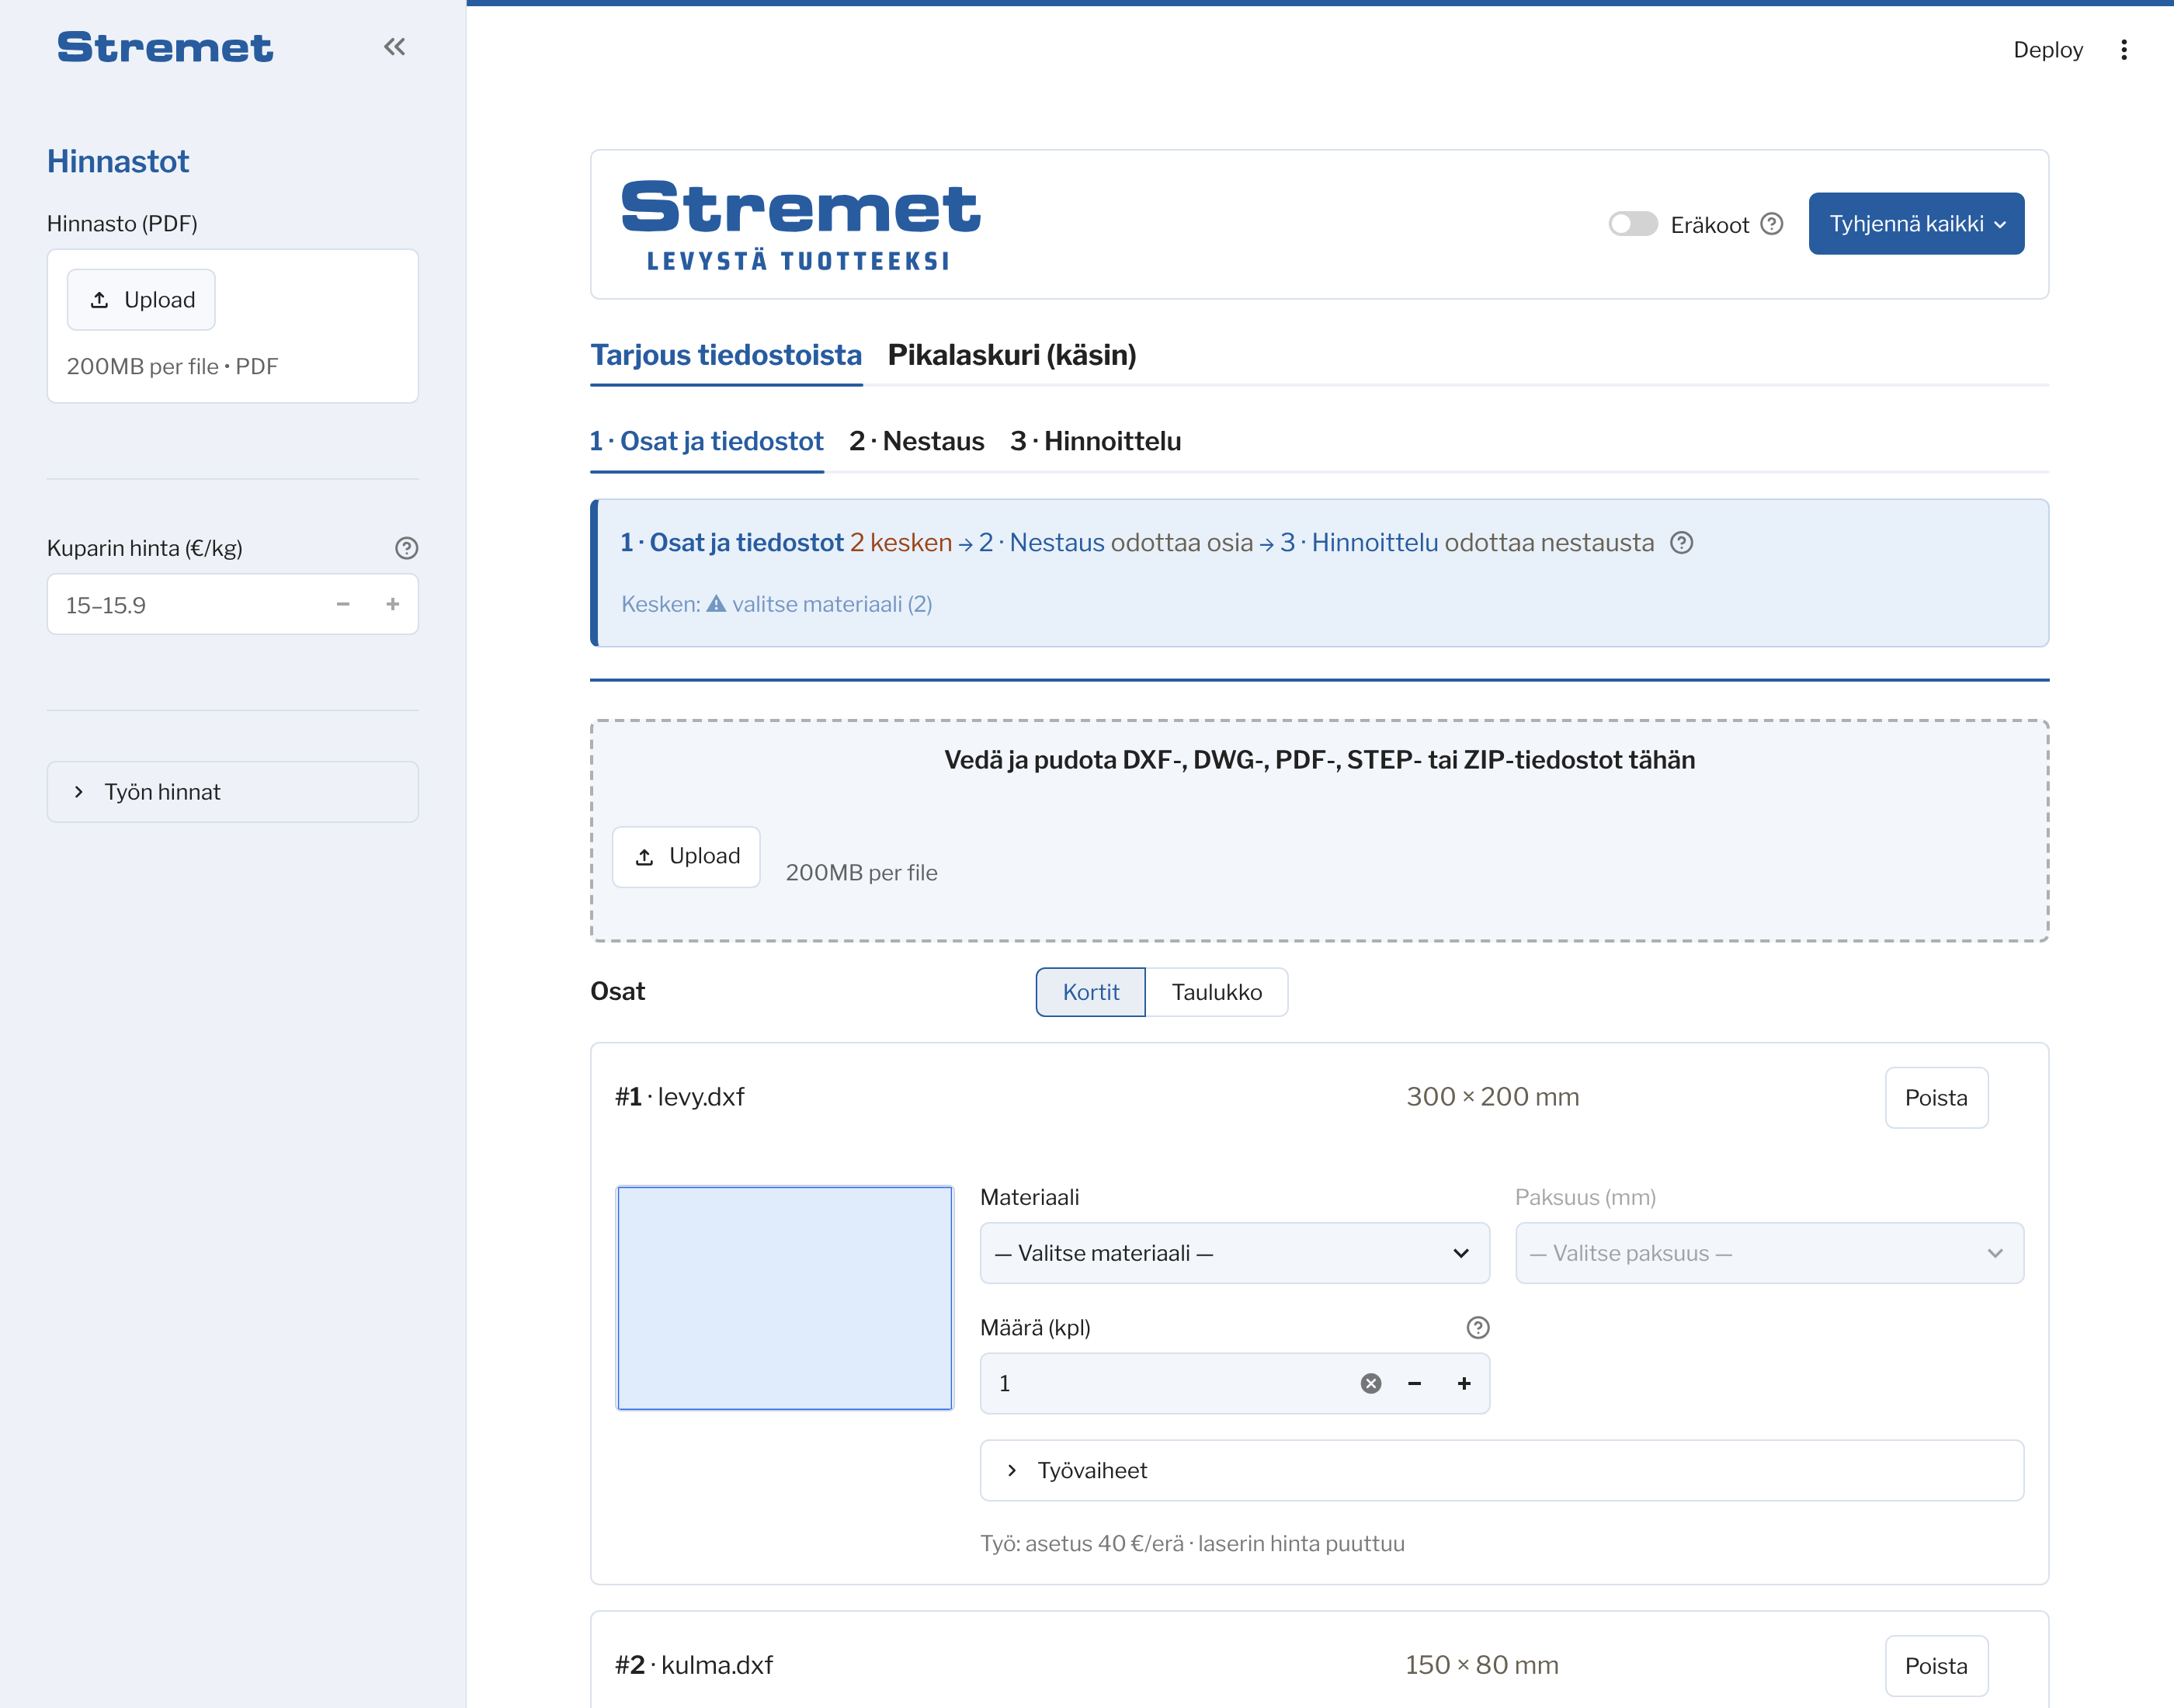 Stremet
Hinnastot
Hinnasto (PDF)
Upload
200MB per file • PDF
Kuparin hinta (€/kg)
15–15.9
Työn hinnat
Deploy
Stremet
LEVYSTÄ TUOTTEEKSI
Eräkoot
Tyhjennä kaikki
Tarjous tiedostoista
Pikalaskuri (käsin)
1 · Osat ja tiedostot
2 · Nestaus
3 · Hinnoittelu
1 · Osat ja tiedostot 2 kesken → 2 · Nestaus odottaa osia → 3 · Hinnoittelu odottaa nestausta
Kesken: ⚠ valitse materiaali (2)
Vedä ja pudota DXF-, DWG-, PDF-, STEP- tai ZIP-tiedostot tähän
Upload
200MB per file
Osat
Kortit
Taulukko
#1 · levy.dxf
300 × 200 mm
Poista
Materiaali
Paksuus (mm)
— Valitse materiaali —
— Valitse paksuus —
Määrä (kpl)
1
Työvaiheet
Työ: asetus 40 €/erä · laserin hinta puuttuu
#2 · kulma.dxf
150 × 80 mm
Poista